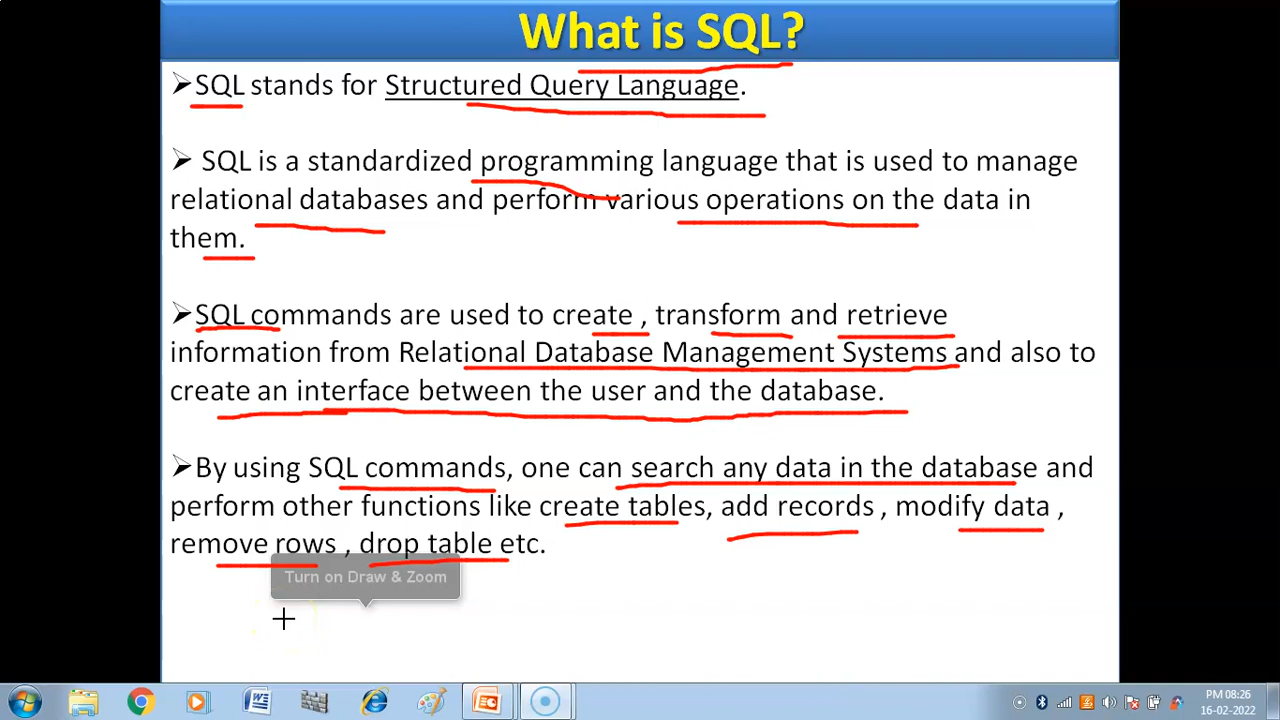 What is SQL?
➢SQL stands for Structured Query Language.
➢ SQL is a standardized programming language that is used to manage
relational databases and perform various operations on the data in
them.
➢SQL commands are used to create , transform and retrieve
information from Relational Database Management Systems and also to
create an interface between the user and the database.
➢By using SQL commands, one can search any data in the database and
perform other functions like create tables, add records , modify data ,
remove rows , drop table etc.
Turn on Draw & Zoom
PM 08:26
16-02-2022